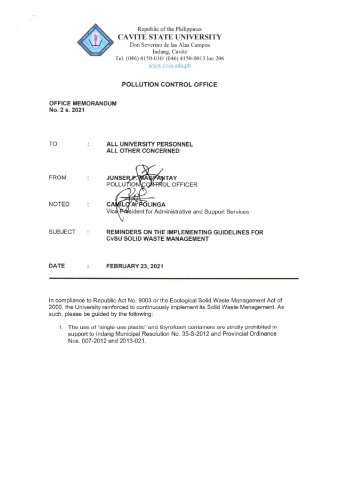 Republic of the Philippines
CAVITE STATE UNIVERSITY
Don Severino de las Alas Campus
Indang, Cavite
Tel. (046) 4150-010/ (046) 4150-0013 loc 206
www.cvsu.edu.ph
POLLUTION CONTROL OFFICE
OFFICE MEMORANDUM
No. 2 s. 2021
TO : ALL UNIVERSITY PERSONNEL
ALL OTHER CONCERNED
FROM : JUNSER P.
POLLUTION CONTROL OFFICER
NOTED : CAMILO A. POLINGA
Vice President for Administrative and Support Services
SUBJECT : REMINDERS ON THE IMPLEMENTING GUIDELINES FOR
CvSU SOLID WASTE MANAGEMENT
DATE : FEBRUARY 23, 2021
In compliance to Republic Act No. 9003 or the Ecological Solid Waste Management Act of
2000, the University reinforced to continuously implement its Solid Waste Management. As
such, please be guided by the following:
1. The use of "single-use plastic" and Styrofoam containers are strictly prohibited in
support to Indang Municipal Resolution No. 35-S-2012 and Provincial Ordinance
Nos. 007-2012 and 2013-021.